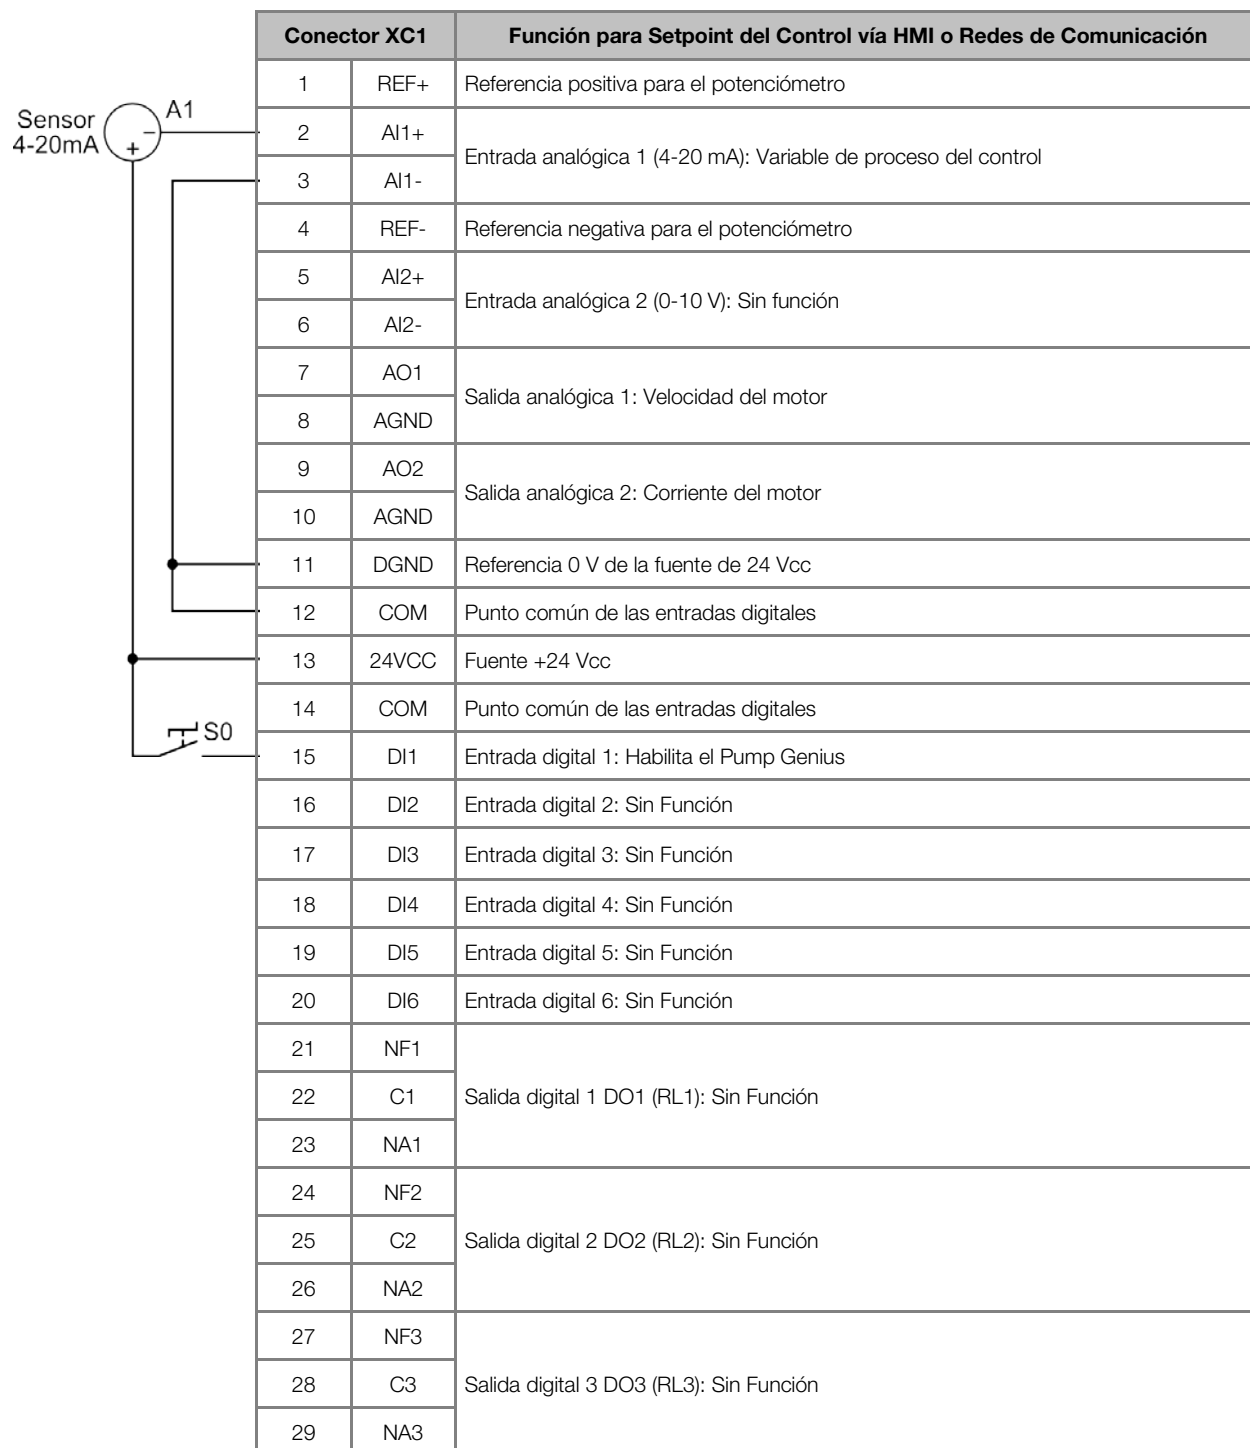 Conector XC1 Función para Setpoint del Control vía HMI o Redes de Comunicación
1 REF+ Referencia positiva para el potenciómetro
Sensor
4-20mA
A1
-
+
2 AI1+
Entrada analógica 1 (4-20 mA): Variable de proceso del control
3 AI1-
4 REF- Referencia negativa para el potenciómetro
5 AI2+
Entrada analógica 2 (0-10 V): Sin función
6 AI2-
7 AO1
Salida analógica 1: Velocidad del motor
8 AGND
9 AO2
Salida analógica 2: Corriente del motor
10 AGND
11 DGND Referencia 0 V de la fuente de 24 Vcc
12 COM Punto común de las entradas digitales
13 24VCC Fuente +24 Vcc
14 COM Punto común de las entradas digitales
S0
15 DI1 Entrada digital 1: Habilita el Pump Genius
16 DI2 Entrada digital 2: Sin Función
17 DI3 Entrada digital 3: Sin Función
18 DI4 Entrada digital 4: Sin Función
19 DI5 Entrada digital 5: Sin Función
20 DI6 Entrada digital 6: Sin Función
21 NF1
22 C1 Salida digital 1 DO1 (RL1): Sin Función
23 NA1
24 NF2
25 C2 Salida digital 2 DO2 (RL2): Sin Función
26 NA2
27 NF3
28 C3 Salida digital 3 DO3 (RL3): Sin Función
29 NA3